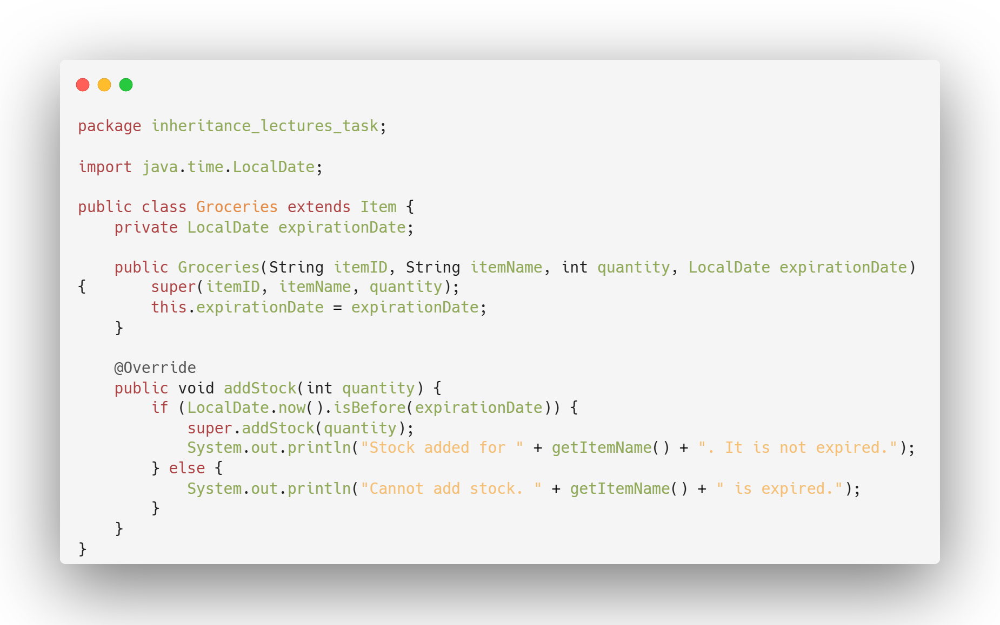 package inheritance_lectures_task;
import java.time.LocalDate;
public class Groceries extends Item {
    private LocalDate expirationDate;
    public Groceries(String itemID, String itemName, int quantity, LocalDate expirationDate)
{       super(itemID, itemName, quantity);
        this.expirationDate = expirationDate;
    }
    @Override
    public void addStock(int quantity) {
        if (LocalDate.now().isBefore(expirationDate)) {
            super.addStock(quantity);
            System.out.println("Stock added for " + getItemName() + ". It is not expired.");
        } else {
            System.out.println("Cannot add stock. " + getItemName() + " is expired.");
        }
    }
}